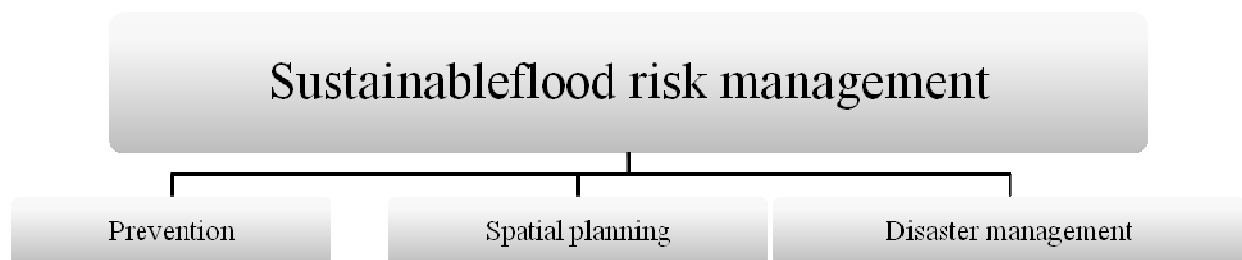 Sustainableflood risk management
Prevention
Spatial planning
Disaster management